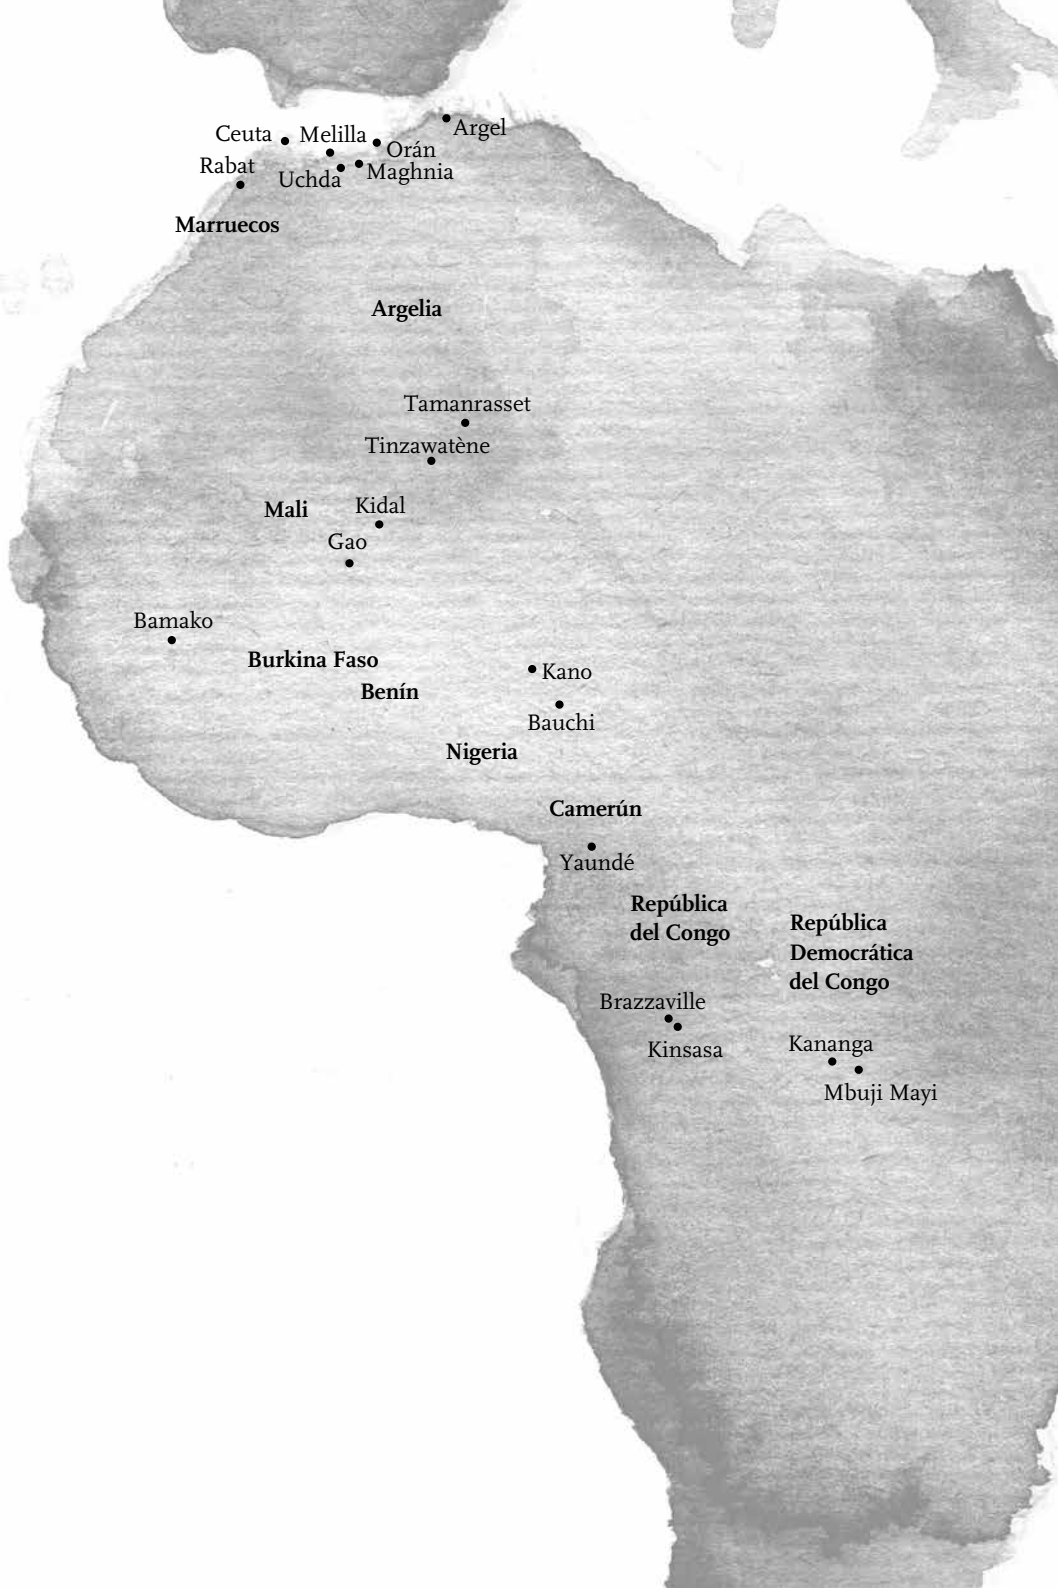 Argel
Ceuta
Melilla
Orán
Rabat
Uchda
Maghnia
Marruecos
Argelia
Tamanrasset
Tinzawatène
Mali
Kidal
Gao
Bamako
Burkina Faso
Kano
Benín
Bauchi
Nigeria
Camerún
Yaundé
República
del Congo
República
Democrática
del Congo
Brazzaville
Kinsasa
Kananga
Mbuji Mayi